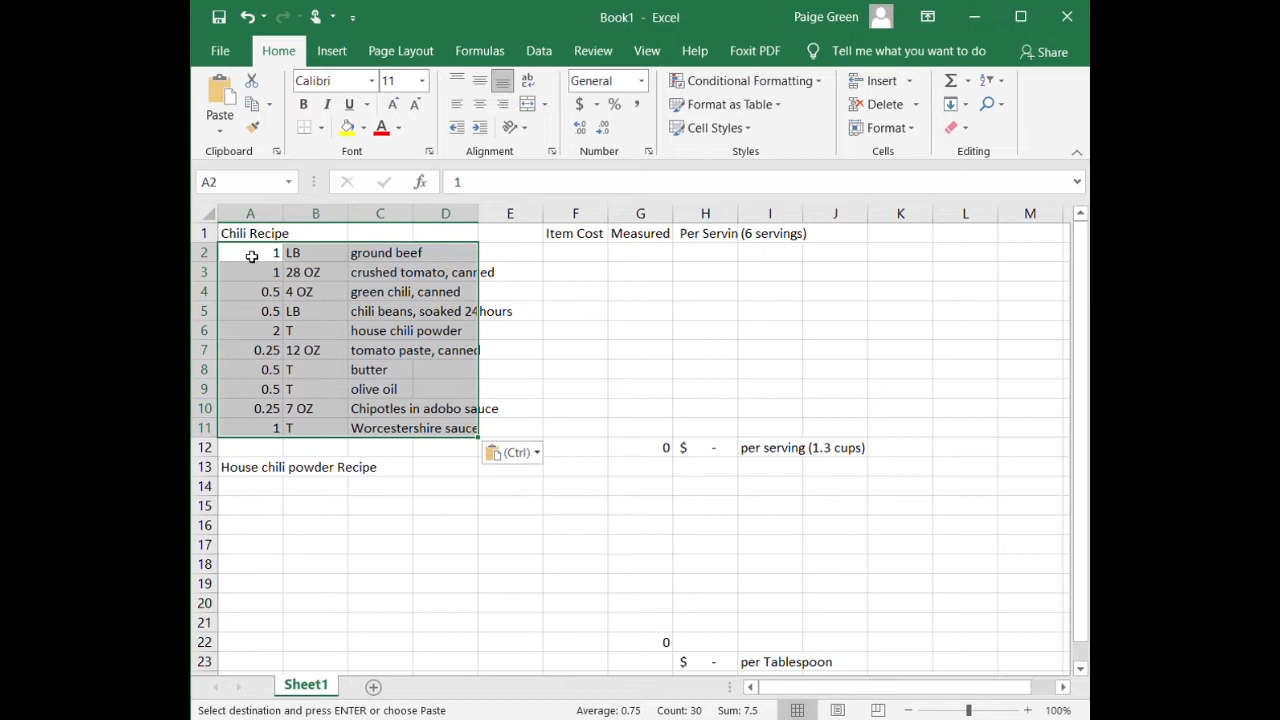 Book1 - Excel
Paige Green
File Home Insert Page Layout Formulas Data Review View Help Foxit PDF Tell me what you want to do Share
Paste
Clipboard
Calibri 11
B I U A A
A
Font
ab
Alignment
General
$ % ,
Number
Conditional Formatting
Format as Table
Cell Styles
Styles
Insert
Delete
Format
Cells
Editing
A2 fx 1
A B C D E F G H I J K L M
1 Chili Recipe Item Cost Measured Per Servin (6 servings)
2 1 LB ground beef
3 1 28 OZ crushed tomato, canned
4 0.5 4 OZ green chili, canned
5 0.5 LB chili beans, soaked 24 hours
6 2 T house chili powder
7 0.25 12 OZ tomato paste, canned
8 0.5 T butter
9 0.5 T olive oil
10 0.25 7 OZ Chipotles in adobo sauce
11 1 T Worcestershire sauce
12 0 $ - per serving (1.3 cups)
(Ctrl)
13 House chili powder Recipe
14
15
16
17
18
19
20
21
22 0
23 $ - per Tablespoon
Sheet1
Select destination and press ENTER or choose Paste Average: 0.75 Count: 30 Sum: 7.5 100%